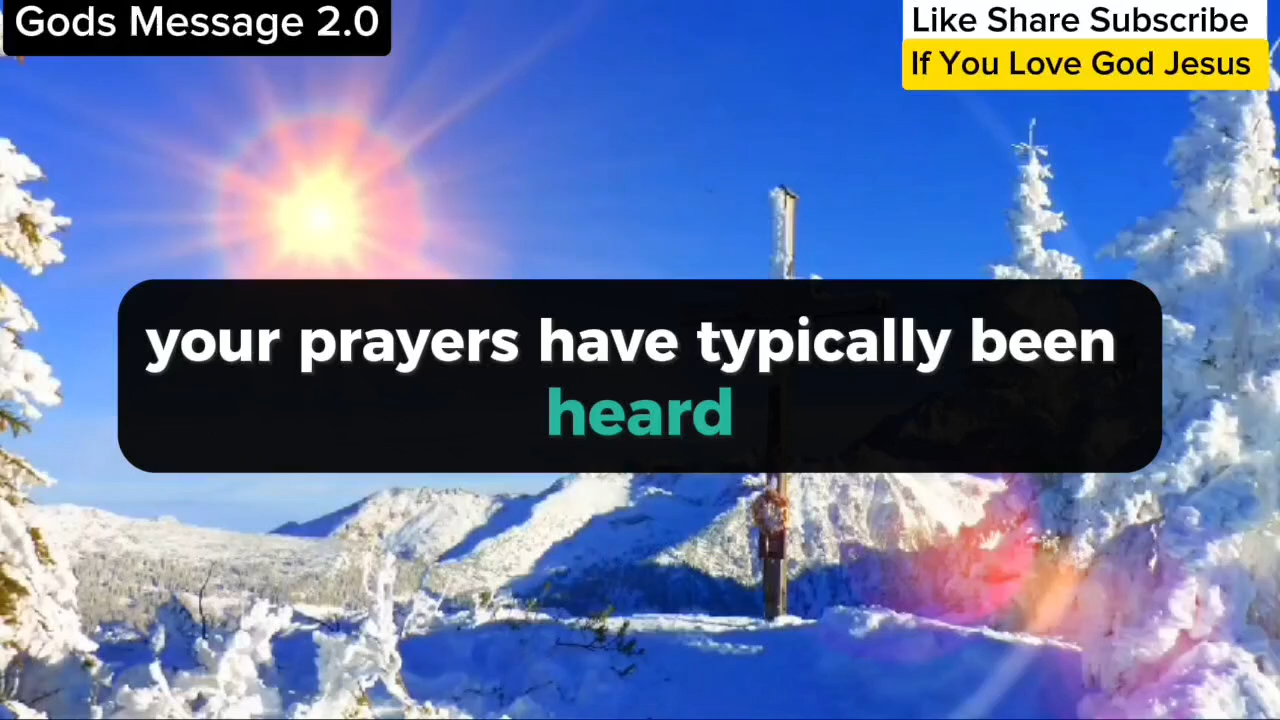 Gods Message 2.0
Like Share Subscribe
If You Love God Jesus
your prayers have typically been
heard